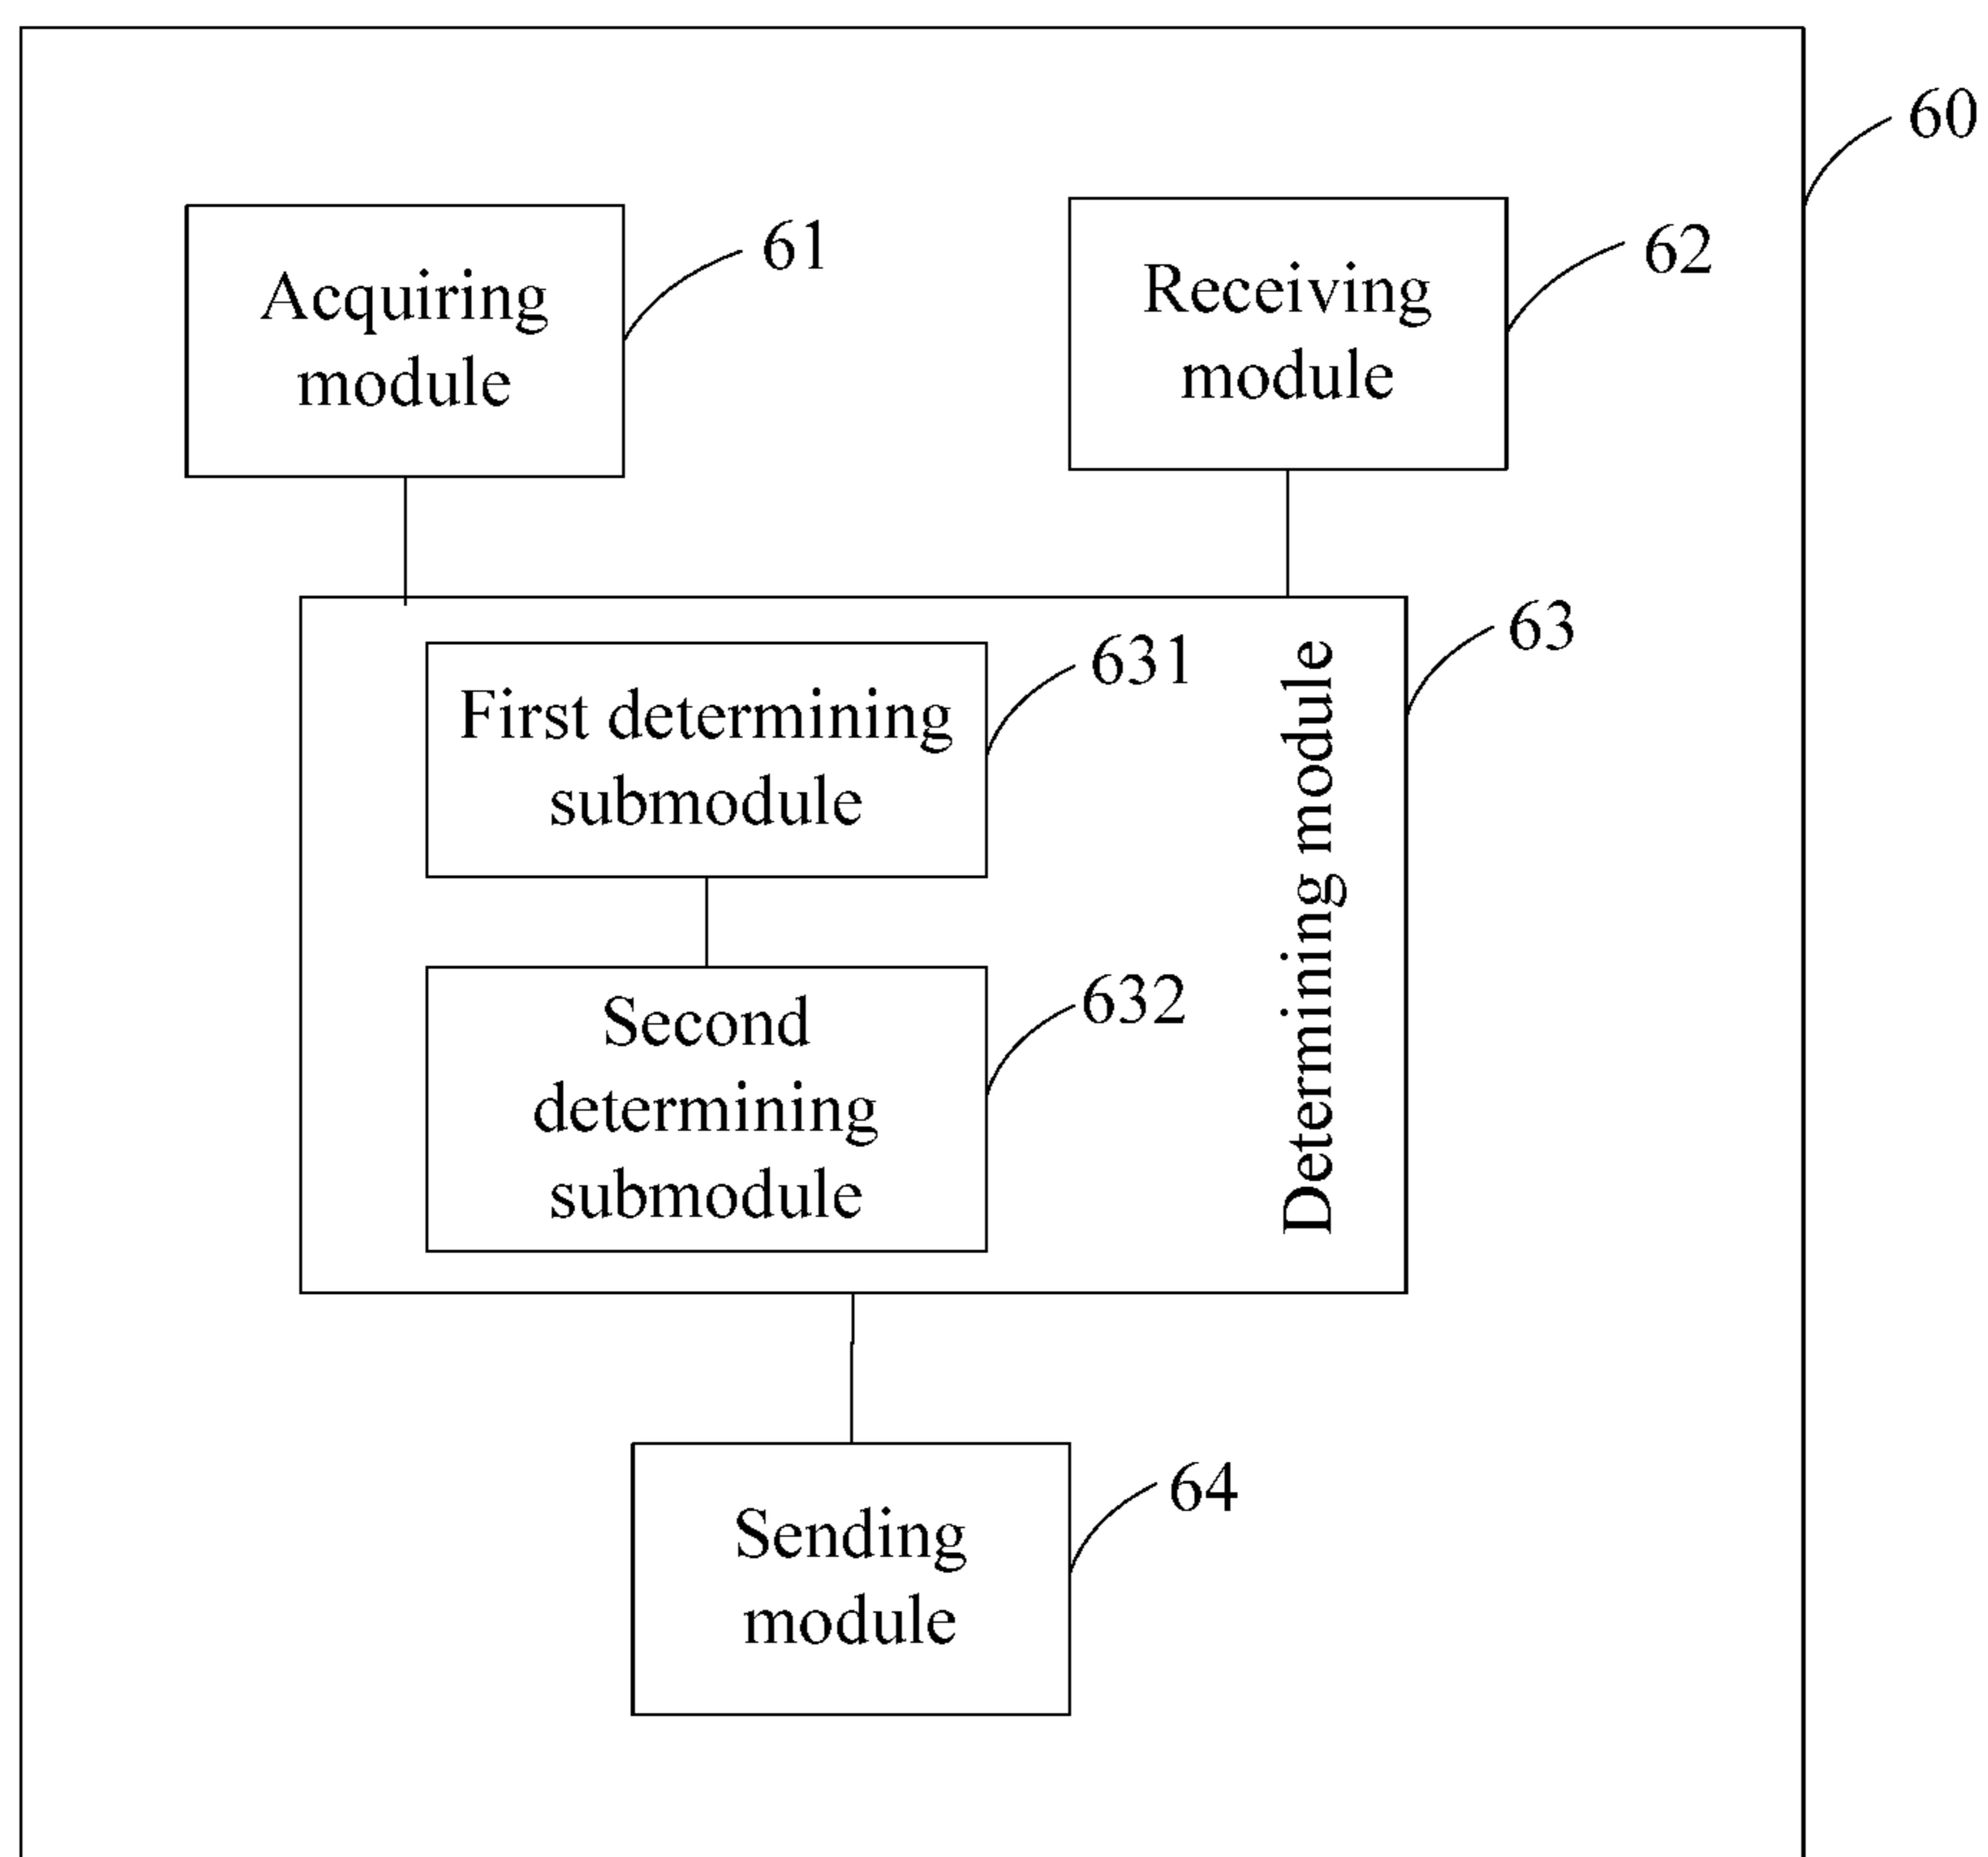 60
Acquiring
module
61
Receiving
module
62
63
First determining
submodule
631
Second
determining
submodule
632
Determining module
Sending
module
64